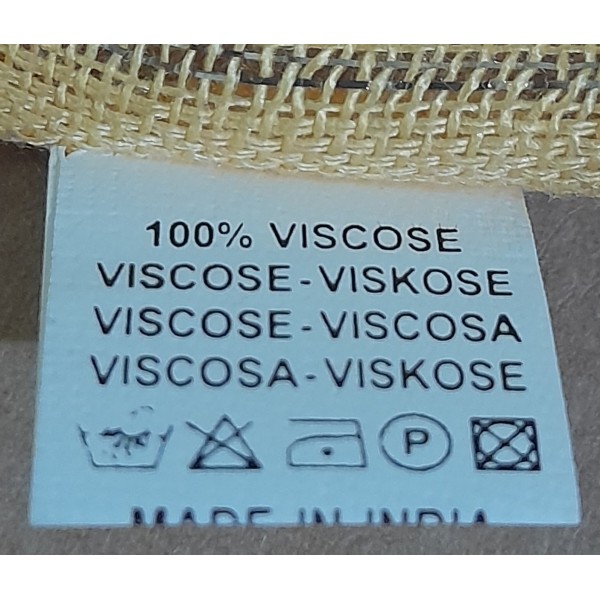 100% VISCOSE
VISCOSE-VISKOSE
VISCOSE-VISCOSA
VISCOSA-VISKOSE
P
MADE IN INDIA